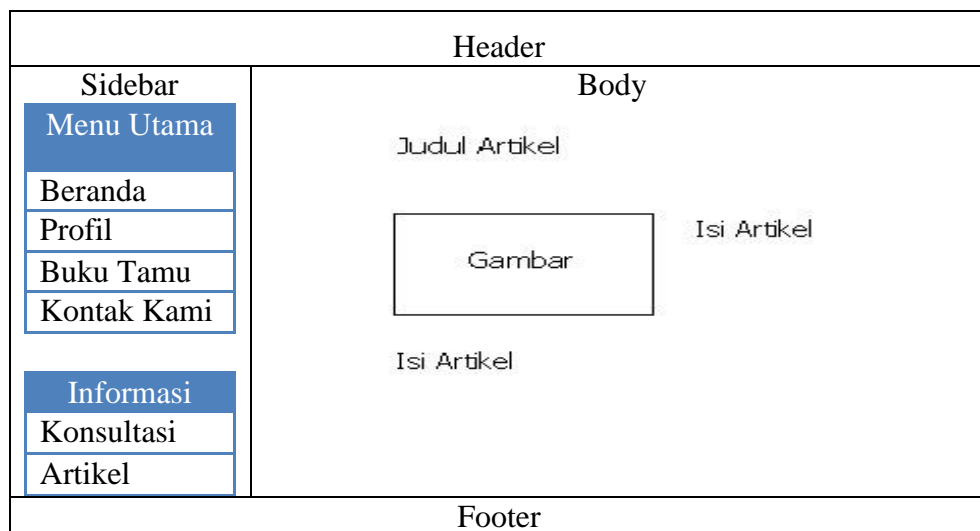 Header
Sidebar
Menu Utama
Beranda
Profil
Buku Tamu
Kontak Kami
Informasi
Konsultasi
Artikel
Body
Judul Artikel
Gambar
Isi Artikel
Isi Artikel
Footer